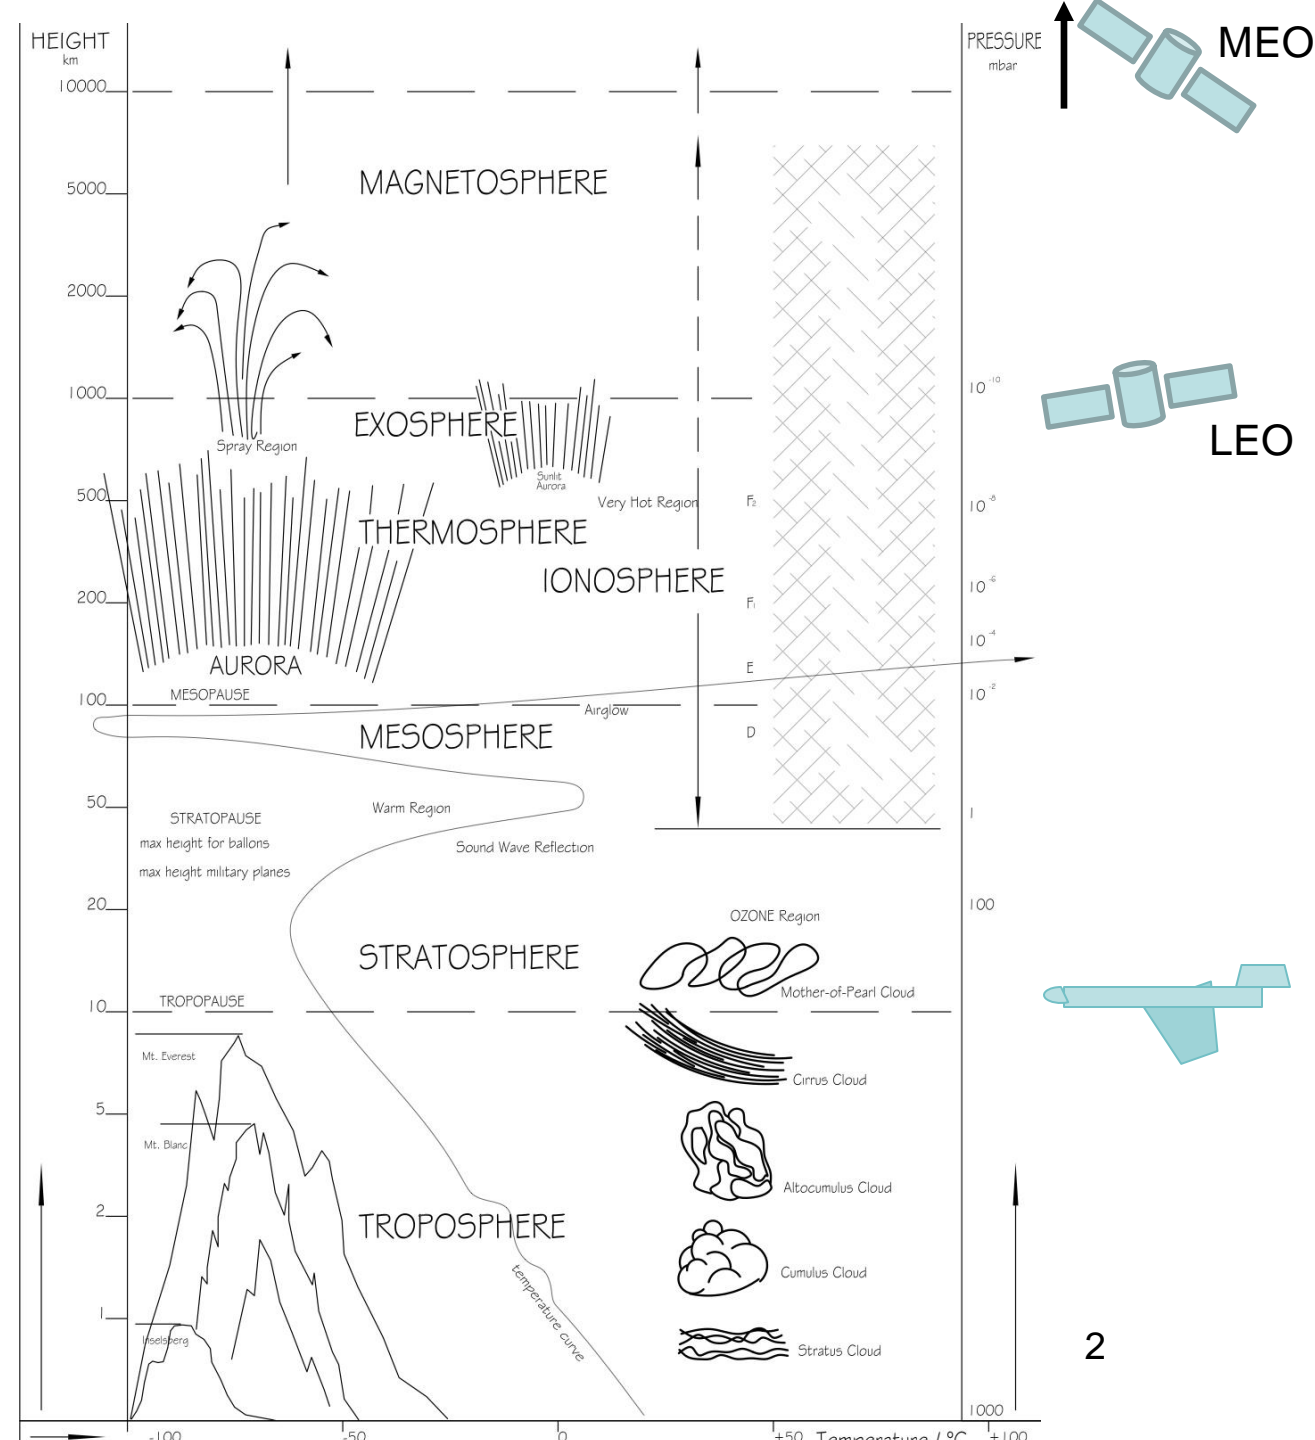 HEIGHT
km
PRESSURE
mbar
MEO
10000
MAGNETOSPHERE
5000
2000
1000
10⁻¹⁰
EXOSPHERE
LEO
Spray Region
Sunlit
Aurora
500
Very Hot Region
F₂
10⁻⁸
THERMOSPHERE
IONOSPHERE
10⁻⁶
200
F₁
10⁻⁴
AURORA
E
MESOPAUSE
10⁻²
100
Airglow
MESOSPHERE
D
50
Warm Region
1
STRATOPAUSE
max height for ballons
Sound Wave Reflection
max height military planes
20
100
OZONE Region
STRATOSPHERE
Mother-of-Pearl Cloud
TROPOPAUSE
10
Mt. Everest
Cirrus Cloud
5
Mt. Blanc
Altocumulus Cloud
2
TROPOSPHERE
Cumulus Cloud
temperature curve
1
Inselsberg
Stratus Cloud
2
1000
-100
-50
0
+50
Temperature / °C
+100